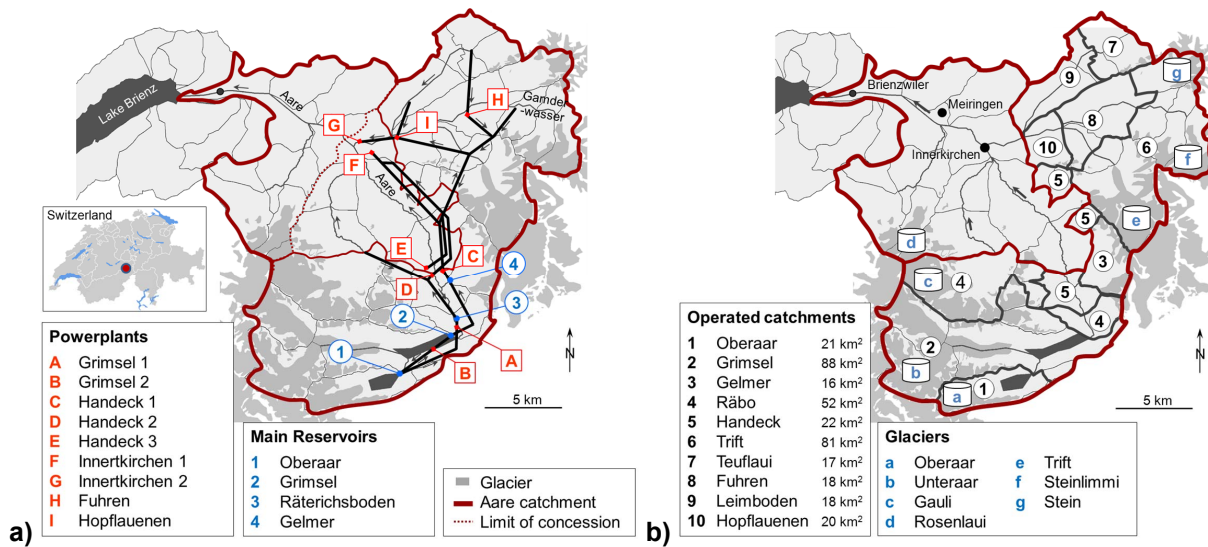 Lake Brienz
Aare
Gamder
-wasser
H
G
I
F
Aare
Switzerland
E
C
4
D
3
2
1
A
B
N
5 km
Powerplants
A Grimsel 1
B Grimsel 2
C Handeck 1
D Handeck 2
E Handeck 3
F Innertkirchen 1
G Innertkirchen 2
H Fuhren
I Hopflauenen
Main Reservoirs
1 Oberaar
2 Grimsel
3 Räterichsboden
4 Gelmer
Glacier
Aare catchment
Limit of concession
a)
7
9
g
Brienzwiler
Meiringen
8
Innerkirchen
10
6
f
5
5
e
d
3
c
4
5
4
2
b
1
a
N
5 km
Operated catchments
1 Oberaar 21 km²
2 Grimsel 88 km²
3 Gelmer 16 km²
4 Räbo 52 km²
5 Handeck 22 km²
6 Trift 81 km²
7 Teuflaui 17 km²
8 Fuhren 18 km²
9 Leimboden 18 km²
10 Hopflauenen 20 km²
Glaciers
a Oberaar
b Unteraar
c Gauli
d Rosenlaui
e Trift
f Steinlimmi
g Stein
b)